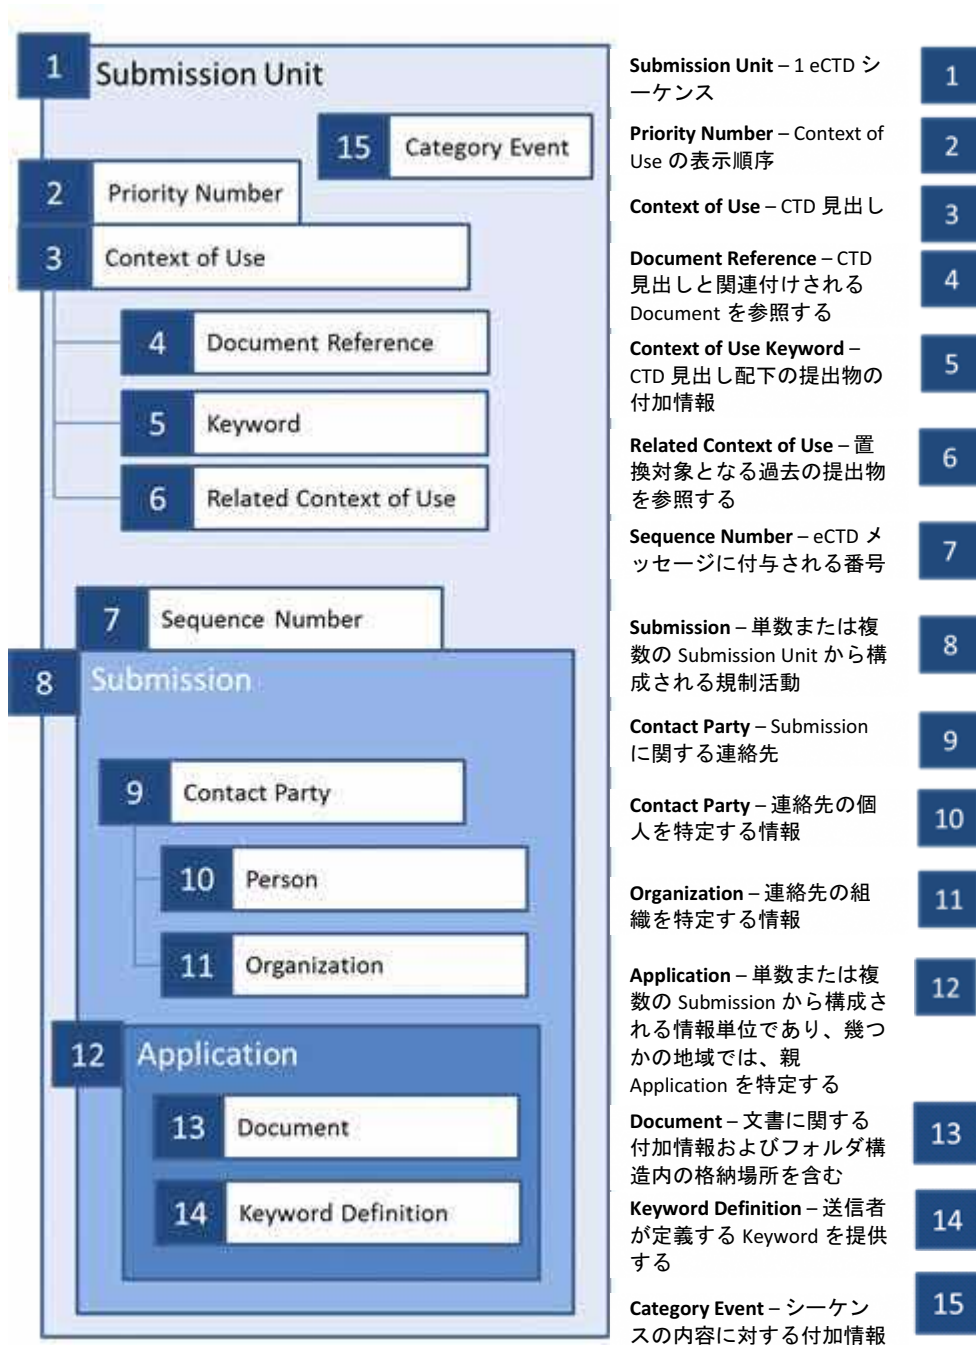 1
Submission Unit
15
Category Event
2
Priority Number
3
Context of Use
4
Document Reference
5
Keyword
6
Related Context of Use
7
Sequence Number
8
Submission
9
Contact Party
10
Person
11
Organization
12
Application
13
Document
14
Keyword Definition
Submission Unit – 1 eCTD シ
ーケンス
1
Priority Number – Context of
Use の表示順序
2
Context of Use – CTD 見出し
3
Document Reference – CTD
見出しと関連付けされる
Document を参照する
4
Context of Use Keyword –
CTD 見出し配下の提出物の
付加情報
5
Related Context of Use – 置
換対象となる過去の提出物
を参照する
6
Sequence Number – eCTD メ
ッセージに付与される番号
7
Submission – 単数または複
数の Submission Unit から構
成される規制活動
8
Contact Party – Submission
に関する連絡先
9
Contact Party – 連絡先の個
人を特定する情報
10
Organization – 連絡先の組
織を特定する情報
11
Application – 単数または複
数の Submission から構成さ
れる情報単位であり、幾つ
かの地域では、親
Application を特定する
12
Document – 文書に関する
付加情報およびフォルダ構
造内の格納場所を含む
13
Keyword Definition – 送信者
が定義する Keyword を提供
する
14
Category Event – シーケン
スの内容に対する付加情報
15